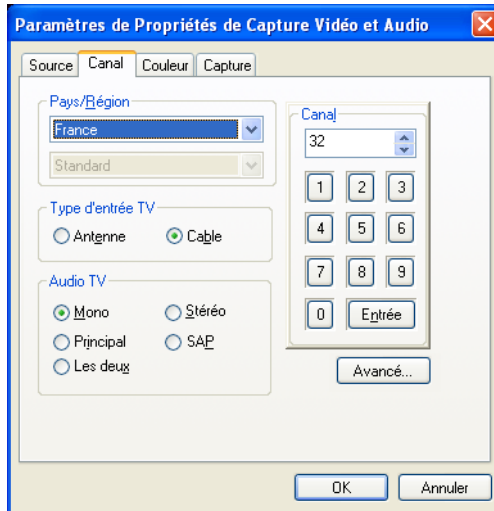 Paramètres de Propriétés de Capture Vidéo et Audio
Source Canal Couleur Capture
Pays/Région
France
Standard
Type d'entrée TV
Antenne Cable
Audio TV
Mono Stéréo
Principal SAP
Les deux
Canal
32
1 2 3
4 5 6
7 8 9
0 Entrée
Avancé...
OK Annuler